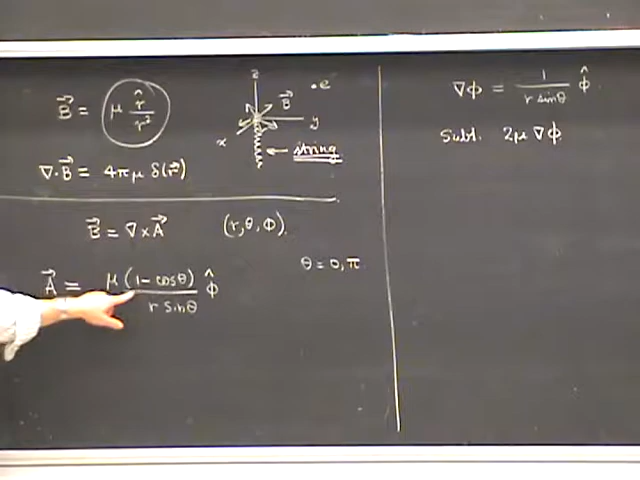 B⃗ = μ r̂/r²
∇·B⃗ = 4πμ δ(r⃗)
z
B⃗
·e
y
x
string
B⃗ = ∇×A⃗ (r, θ, φ).
A⃗ = μ(1-cosθ)/(r sinθ) φ̂
θ = 0, π
∇φ = 1/(r sinθ) φ̂
Subt. 2μ∇φ